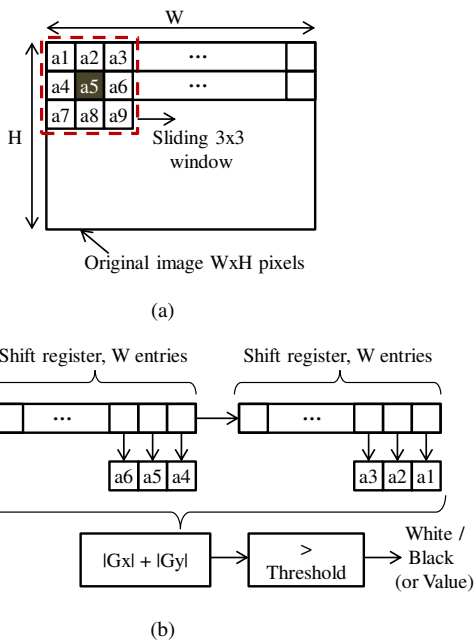 W
a1 a2 a3 ...
a4 a5 a6 ...
a7 a8 a9
H
Sliding 3x3
window
Original image WxH pixels
(a)
Shift register, W entries
Shift register, W entries
...
...
a6 a5 a4
a3 a2 a1
|Gx| + |Gy|
>
Threshold
White /
Black
(or Value)
(b)